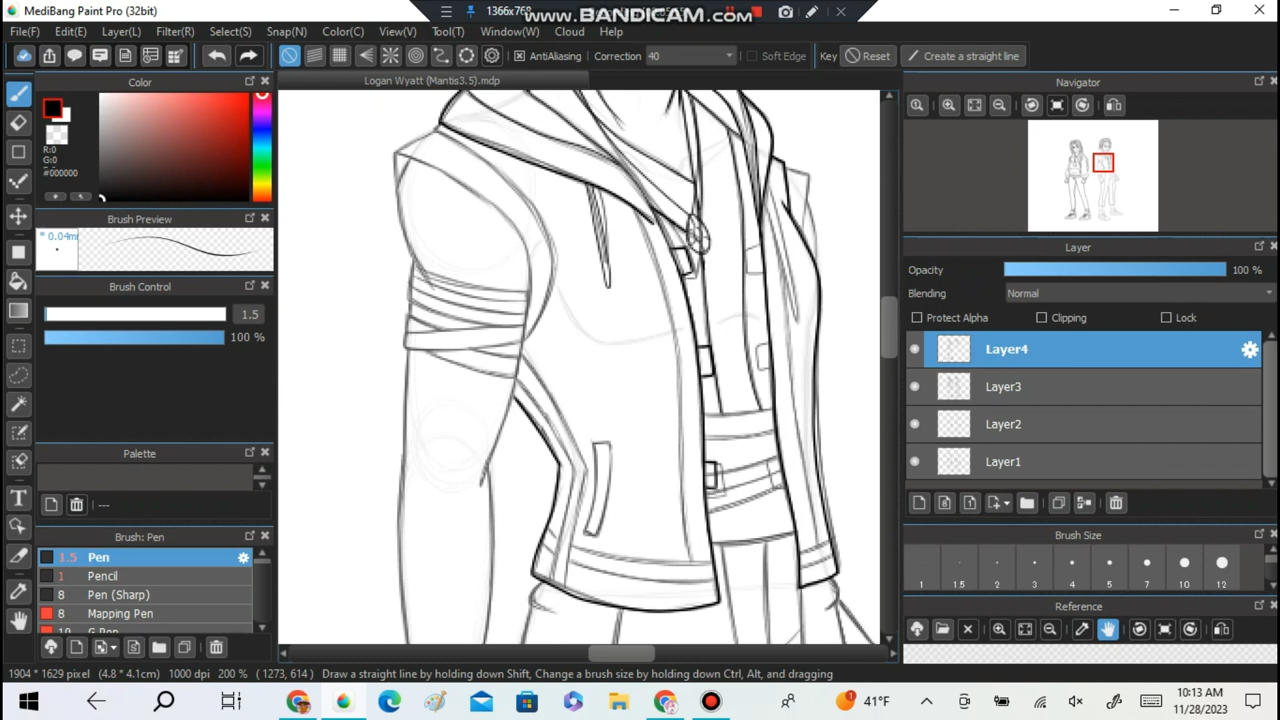 MediBang Paint Pro (32bit)
1366x768
www.BANDICAM.com
File(F) Edit(E) Layer(L) Filter(R) Select(S) Snap(N) Color(C) View(V) Tool(T) Window(W) Cloud Help
AntiAliasing Correction 40 Soft Edge Key Reset Create a straight line
Color
Logan Wyatt (Mantis3.5).mdp
Navigator
R:0
G:0
#000000
Brush Preview
* 0.04m
Layer
Opacity 100 %
Brush Control
Blending Normal
1.5
Protect Alpha Clipping Lock
100 %
Layer4
Layer3
Layer2
Palette
Layer1
---
Brush: Pen
Brush Size
1.5 Pen
1 Pencil
1 1.5 2 3 4 5 7 10 12
8 Pen (Sharp)
Reference
8 Mapping Pen
10 G Pen
1904 * 1629 pixel (4.8 * 4.1cm) 1000 dpi 200 % (1273, 614) Draw a straight line by holding down Shift, Change a brush size by holding down Ctrl, Alt, and dragging
1 41°F
10:13 AM
11/28/2023